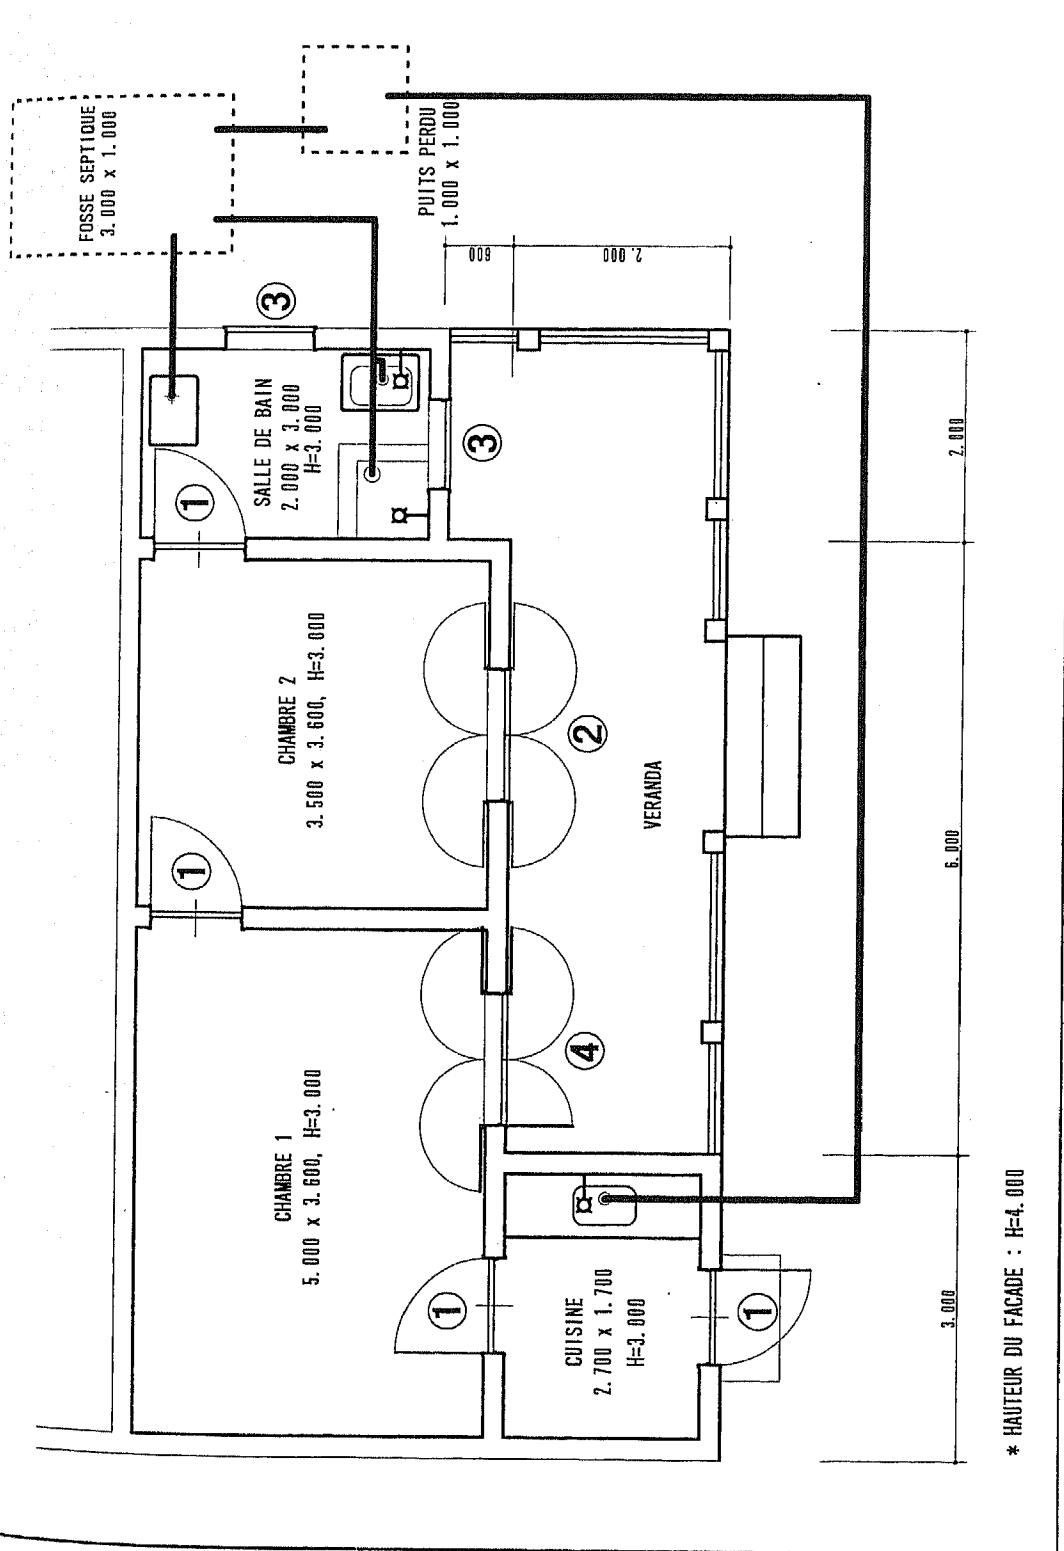 FOSSE SEPTIQUE
3.000 x 1.000
PUITS PERDU
1.000 x 1.000
600
2.000
3
SALLE DE BAIN
2.000 x 3.000
H=3.000
1
3
CHAMBRE 2
3.500 x 3.600, H=3.000
1
2
VERANDA
CHAMBRE 1
5.000 x 3.600, H=3.000
4
1
CUISINE
2.700 x 1.700
H=3.000
1
3.000
6.000
2.000
* HAUTEUR DU FACADE : H=4.000